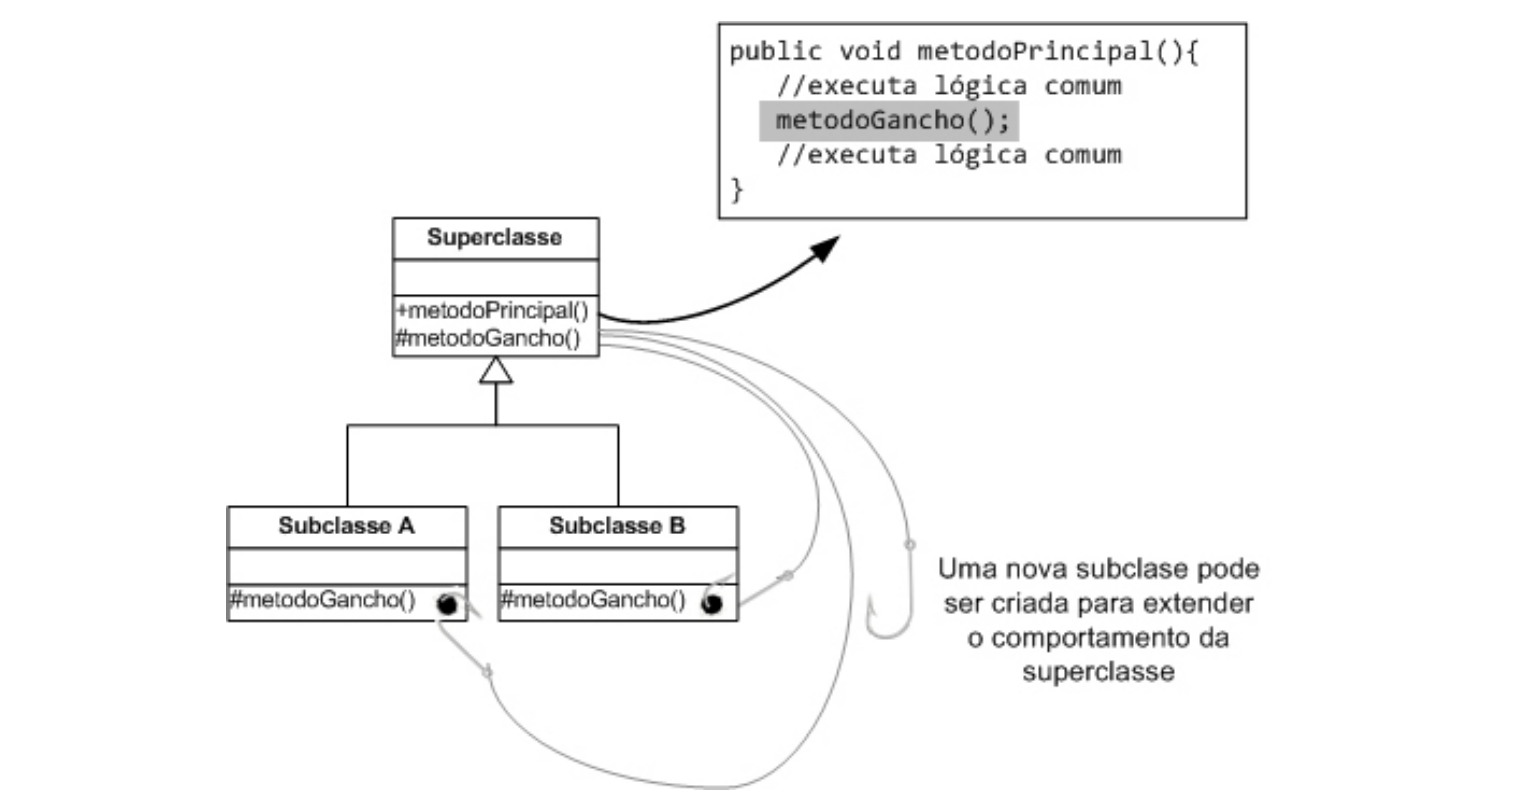 public void metodoPrincipal(){
//executa lógica comum
metodoGancho();
//executa lógica comum
}
Superclasse
+metodoPrincipal()
#metodoGancho()
Subclasse A
#metodoGancho()
Subclasse B
#metodoGancho()
Uma nova subclase pode
ser criada para extender
o comportamento da
superclasse